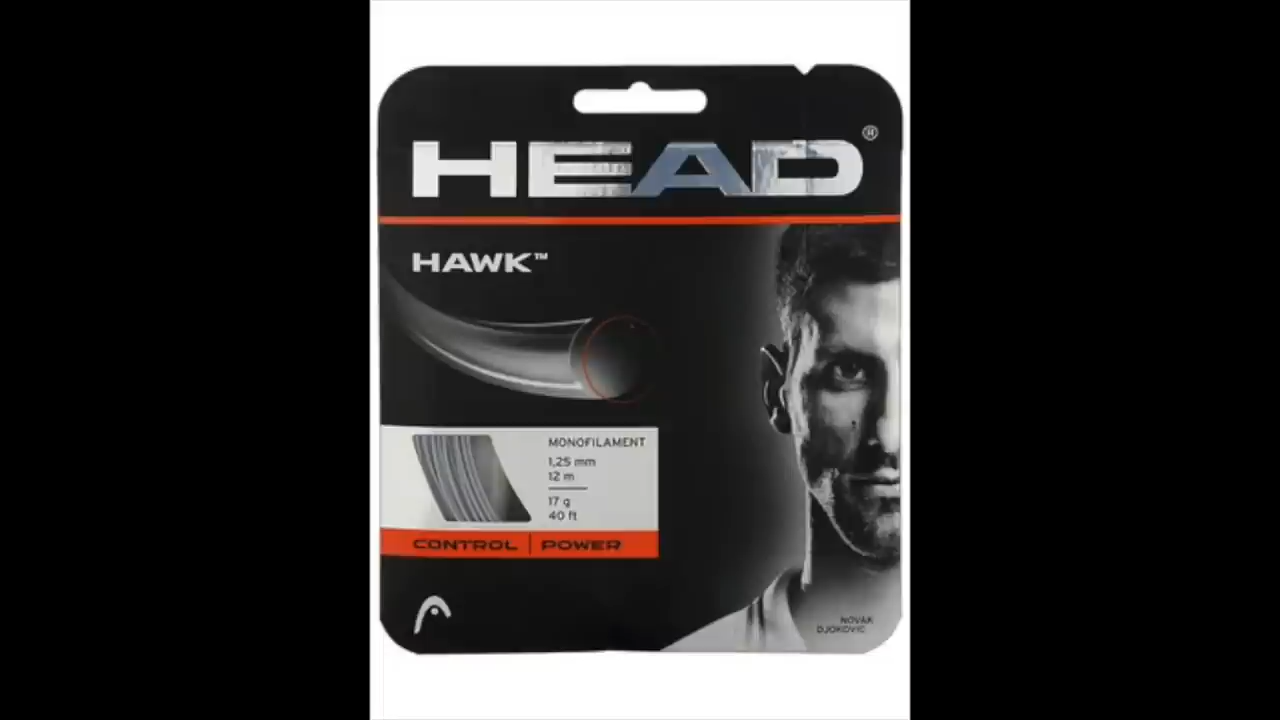 HEAD®
HAWK™
MONOFILAMENT
1,25 mm
12 m
17 g
40 ft
CONTROL | POWER
NOVAK
DJOKOVIC